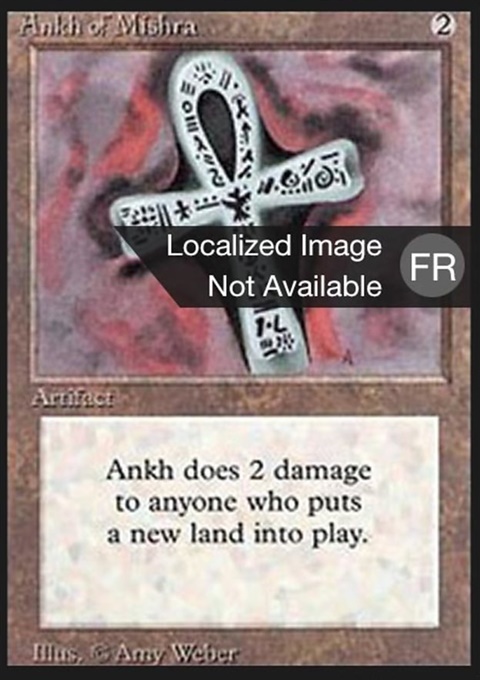 Ankh of Mishra 2
Localized Image
Not Available
FR
Artifact
Ankh does 2 damage
to anyone who puts
a new land into play.
Illus. © Amy Weber